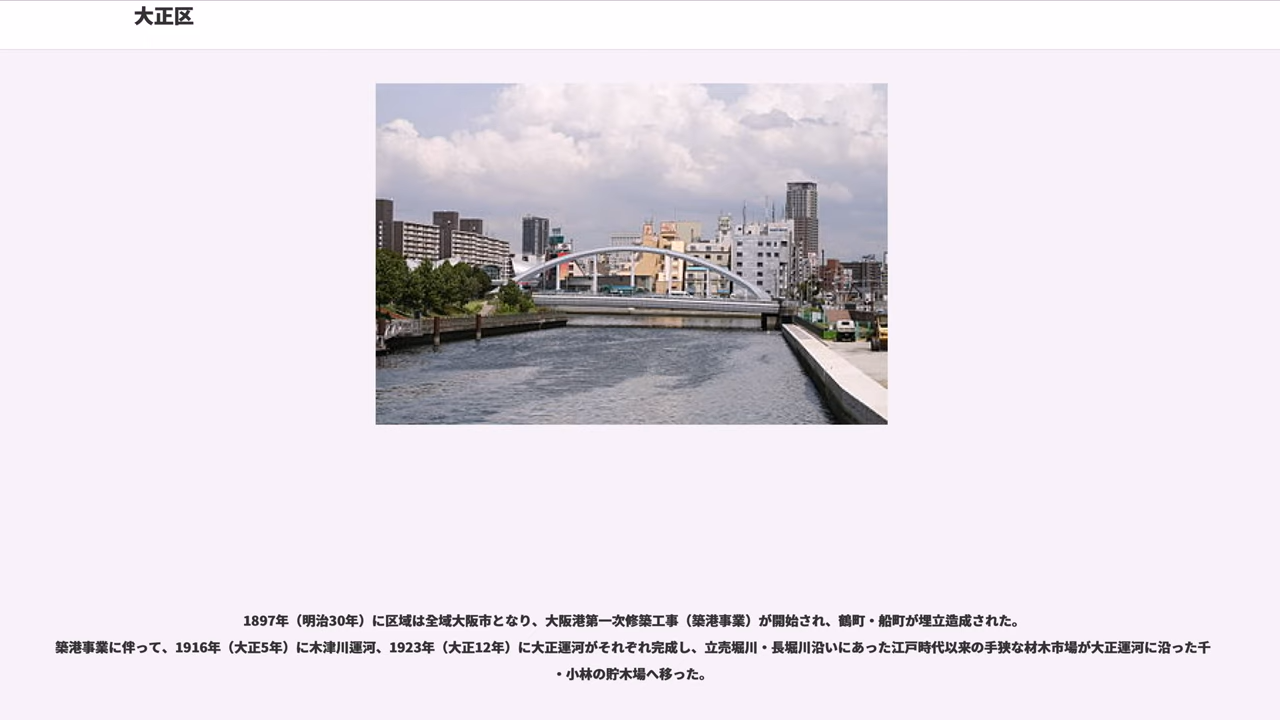 大正区
1897年（明治30年）に区域は全域大阪市となり、大阪港第一次修築工事（築港事業）が開始され、鶴町・船町が埋立造成された。
築港事業に伴って、1916年（大正5年）に木津川運河、1923年（大正12年）に大正運河がそれぞれ完成し、立売堀川・長堀川沿いにあった江戸時代以来の手狭な材木市場が大正運河に沿った千
・小林の貯木場へ移った。